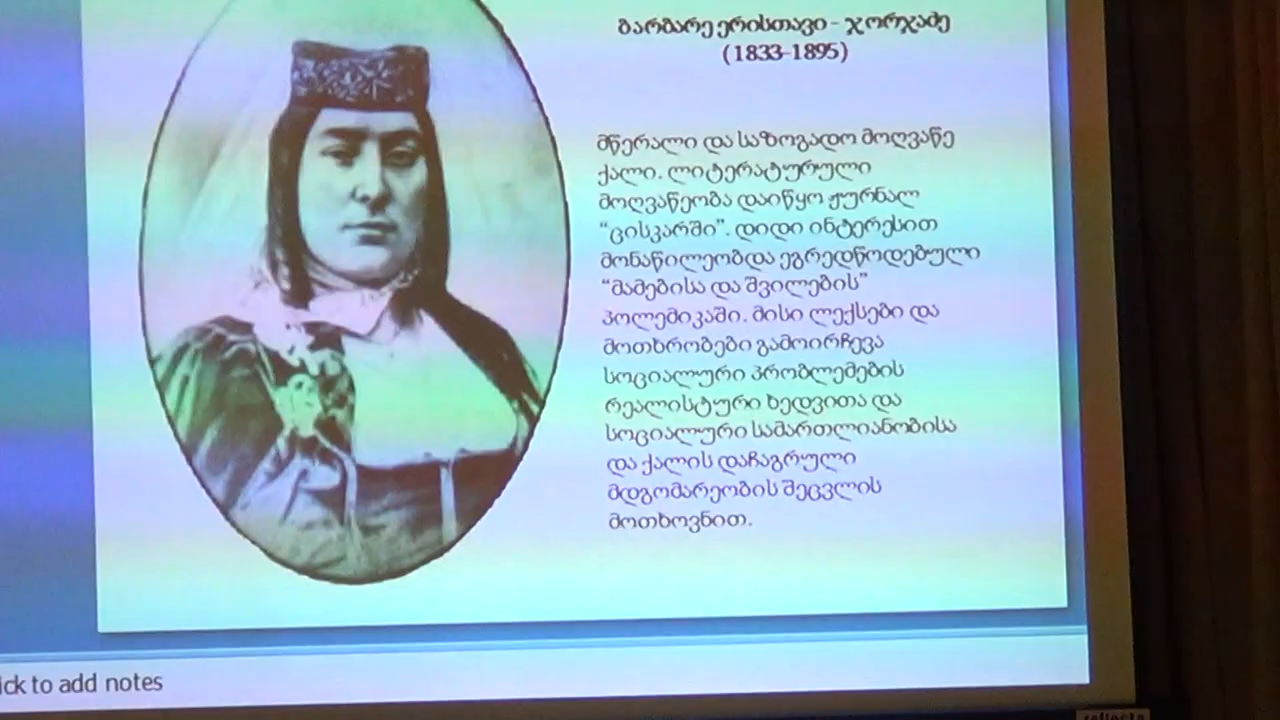 ბარბარე ერისთავი - ჯორჯაძე
(1833-1895)
მწერალი და საზოგადო მოღვაწე
ქალი. ლიტერატურული
მოღვაწეობა დაიწყო ჟურნალ
“ცისკარში”. დიდი ინტერესით
მონაწილეობდა ეგრედწოდებული
“მამებისა და შვილების”
პოლემიკაში. მისი ლექსები და
მოთხრობები გამოირჩევა
სოციალური პრობლემების
რეალისტური ხედვითა და
სოციალური სამართლიანობისა
და ქალის დაჩაგრული
მდგომარეობის შეცვლის
მოთხოვნით.
ick to add notes
reflecta